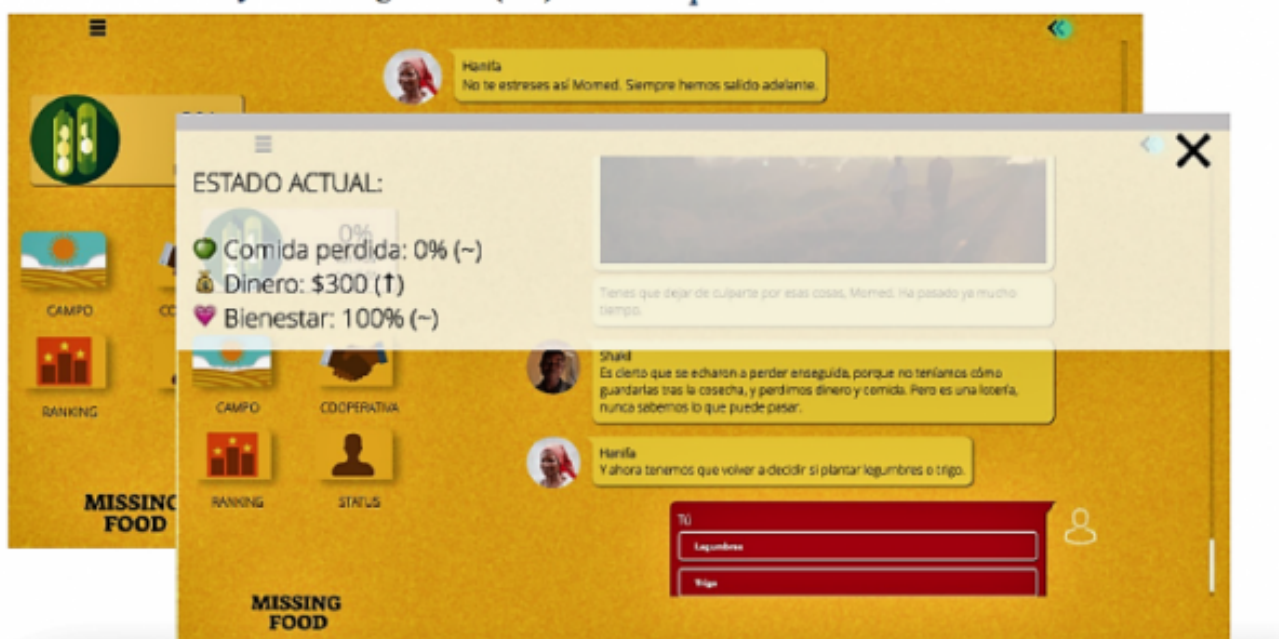 Hanifa
No te estreses así Momed. Siempre hemos salido adelante.
ESTADO ACTUAL:
0%
Comida perdida: 0% (~)
Dinero: $300 (↑)
Bienestar: 100% (~)
Tienes que dejar de culparte por esas cosas, Momed. Ha pasado ya mucho
tiempo.
CAMPO
RANKING
MISSING
FOOD
CAMPO
COOPERATIVA
RANKING
STATUS
MISSING
FOOD
Shakil
Es cierto que se echaron a perder enseguida, porque no teníamos cómo
guardarlas tras la cosecha, y perdimos dinero y comida. Pero es una lotería,
nunca sabemos lo que puede pasar.
Hanifa
Y ahora tenemos que volver a decidir si plantar legumbres o trigo.
Tú
Legumbres
Trigo